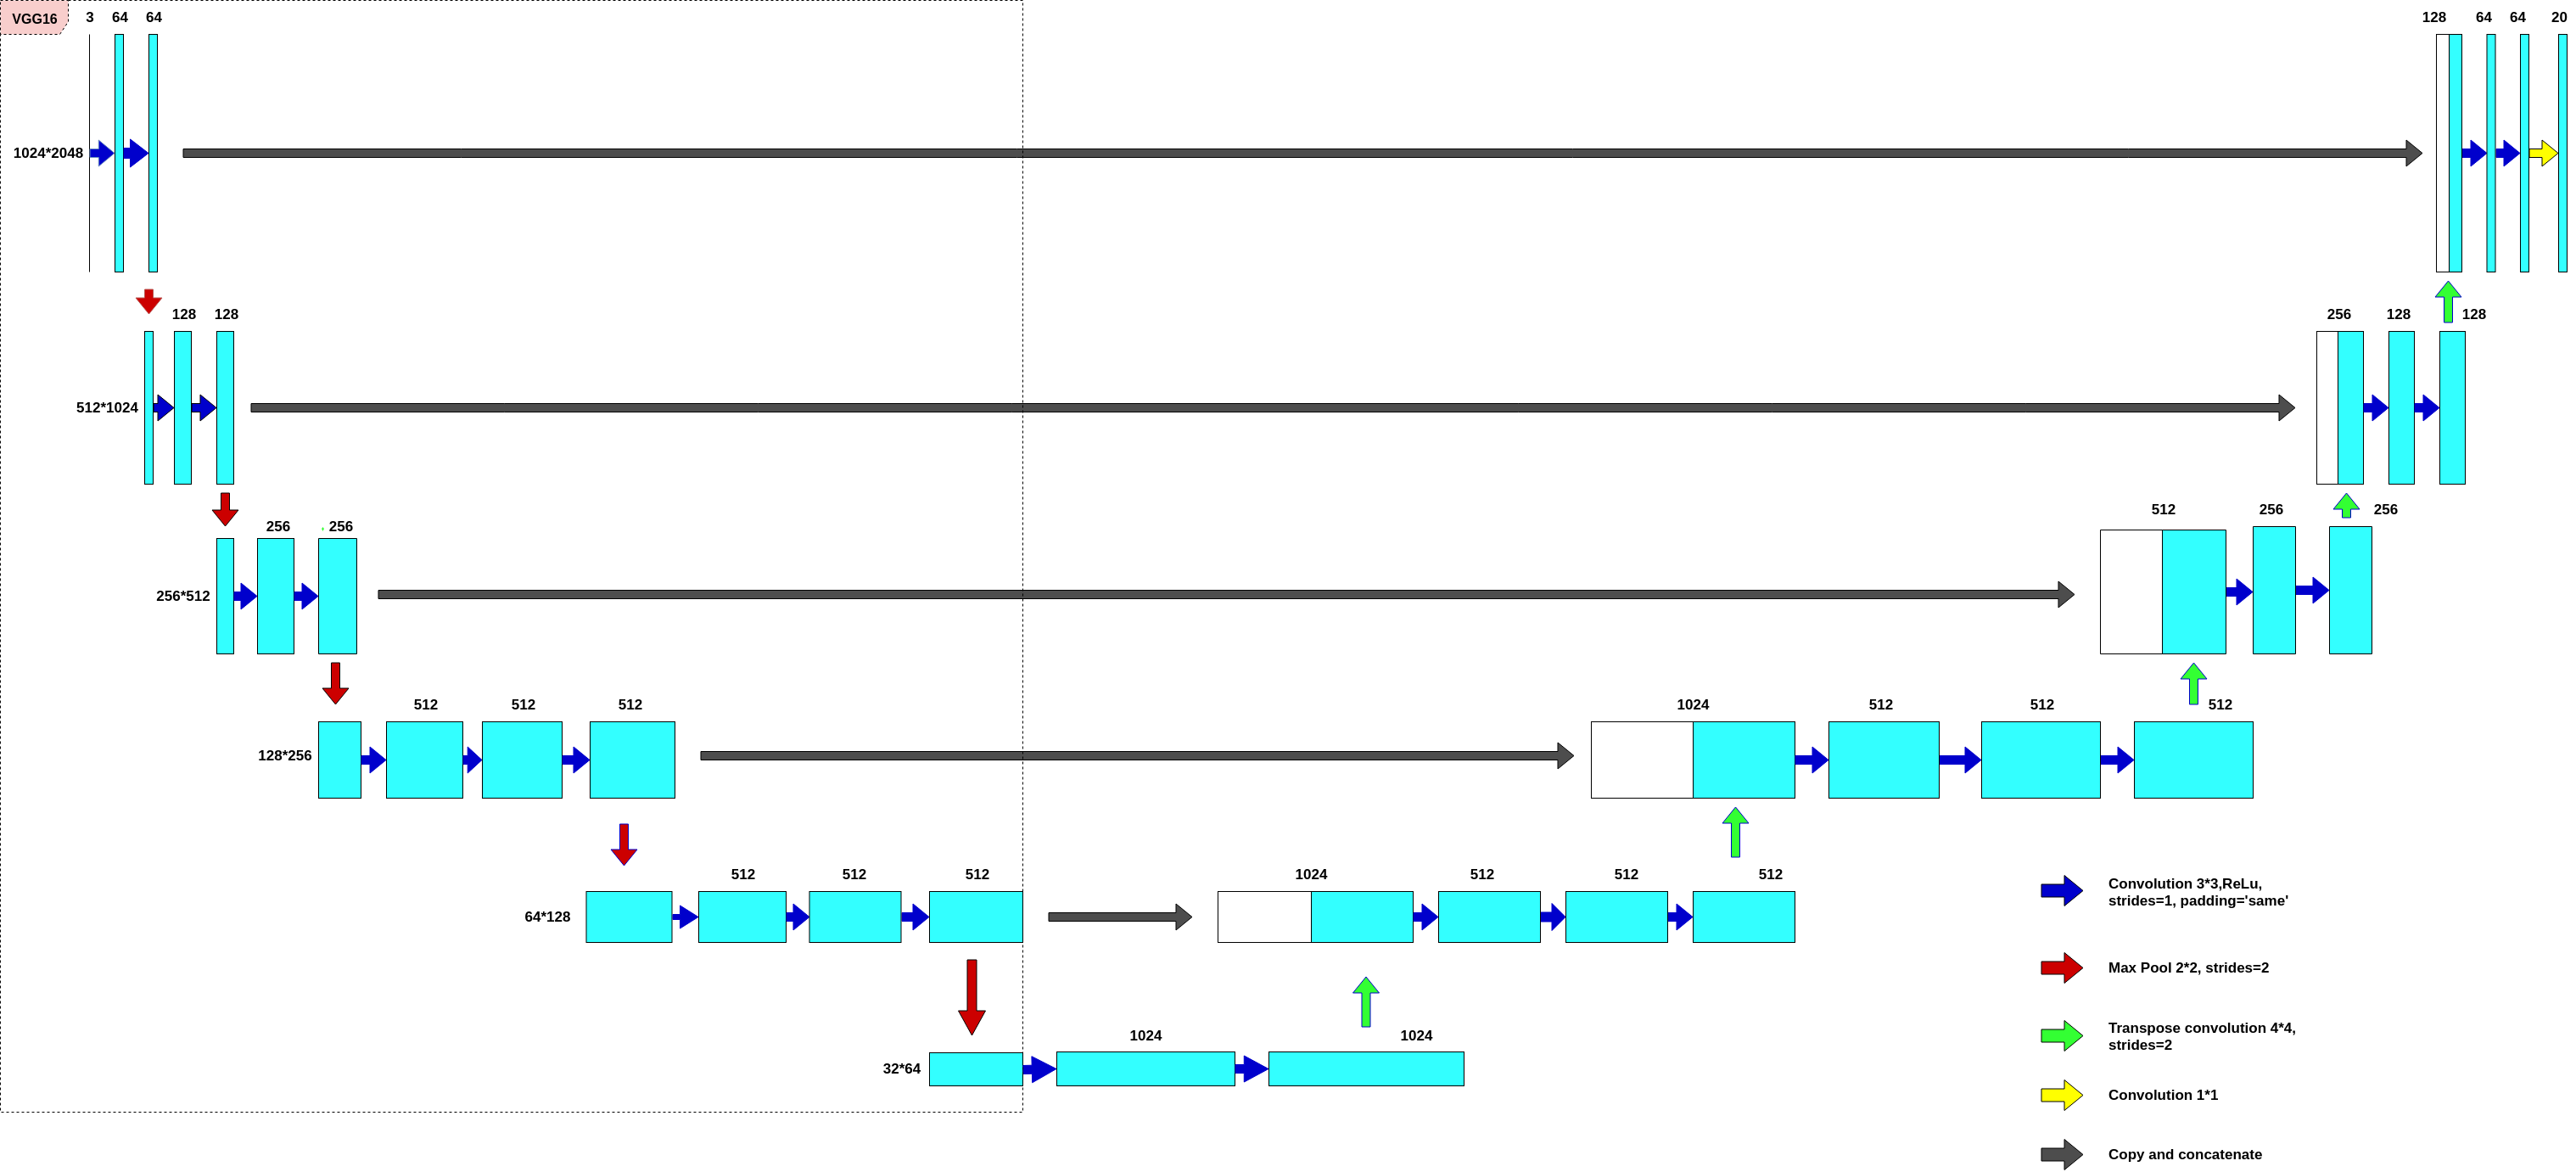 VGG16 3 64 64 128 64 64 20
1024*2048
128 128 256 128 128
512*1024
256 256 512 256 256
256*512
512 512 512 1024 512 512 512
128*256
512 512 512 1024 512 512 512
64*128
1024 1024
32*64
Convolution 3*3,ReLu,
strides=1, padding='same'
Max Pool 2*2, strides=2
Transpose convolution 4*4,
strides=2
Convolution 1*1
Copy and concatenate